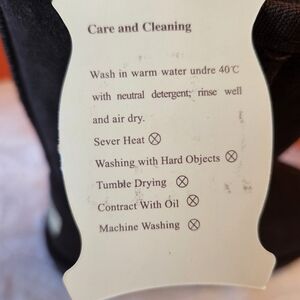 Care and Cleaning
Wash in warm water undre 40℃
with neutral detergent; rinse well
and air dry.
Sever Heat ⊗
Washing with Hard Objects ⊗
Tumble Drying ⊗
Contract With Oil ⊗
Machine Washing ⊗